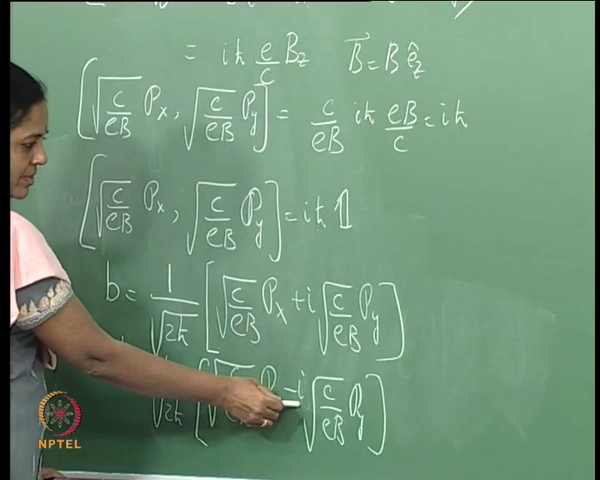 = iħ e/c B_z  B⃗ = B ê_z
[√(c/eB) P_x, √(c/eB) P_y] = c/eB iħ eB/c = iħ
[√(c/eB) P_x, √(c/eB) P_y] = iħ 𝟙
b = 1/√2ħ [√(c/eB) P_x + i √(c/eB) P_y]
√2ħ [√(c/eB) P - i √(c/eB) P_y]
NPTEL